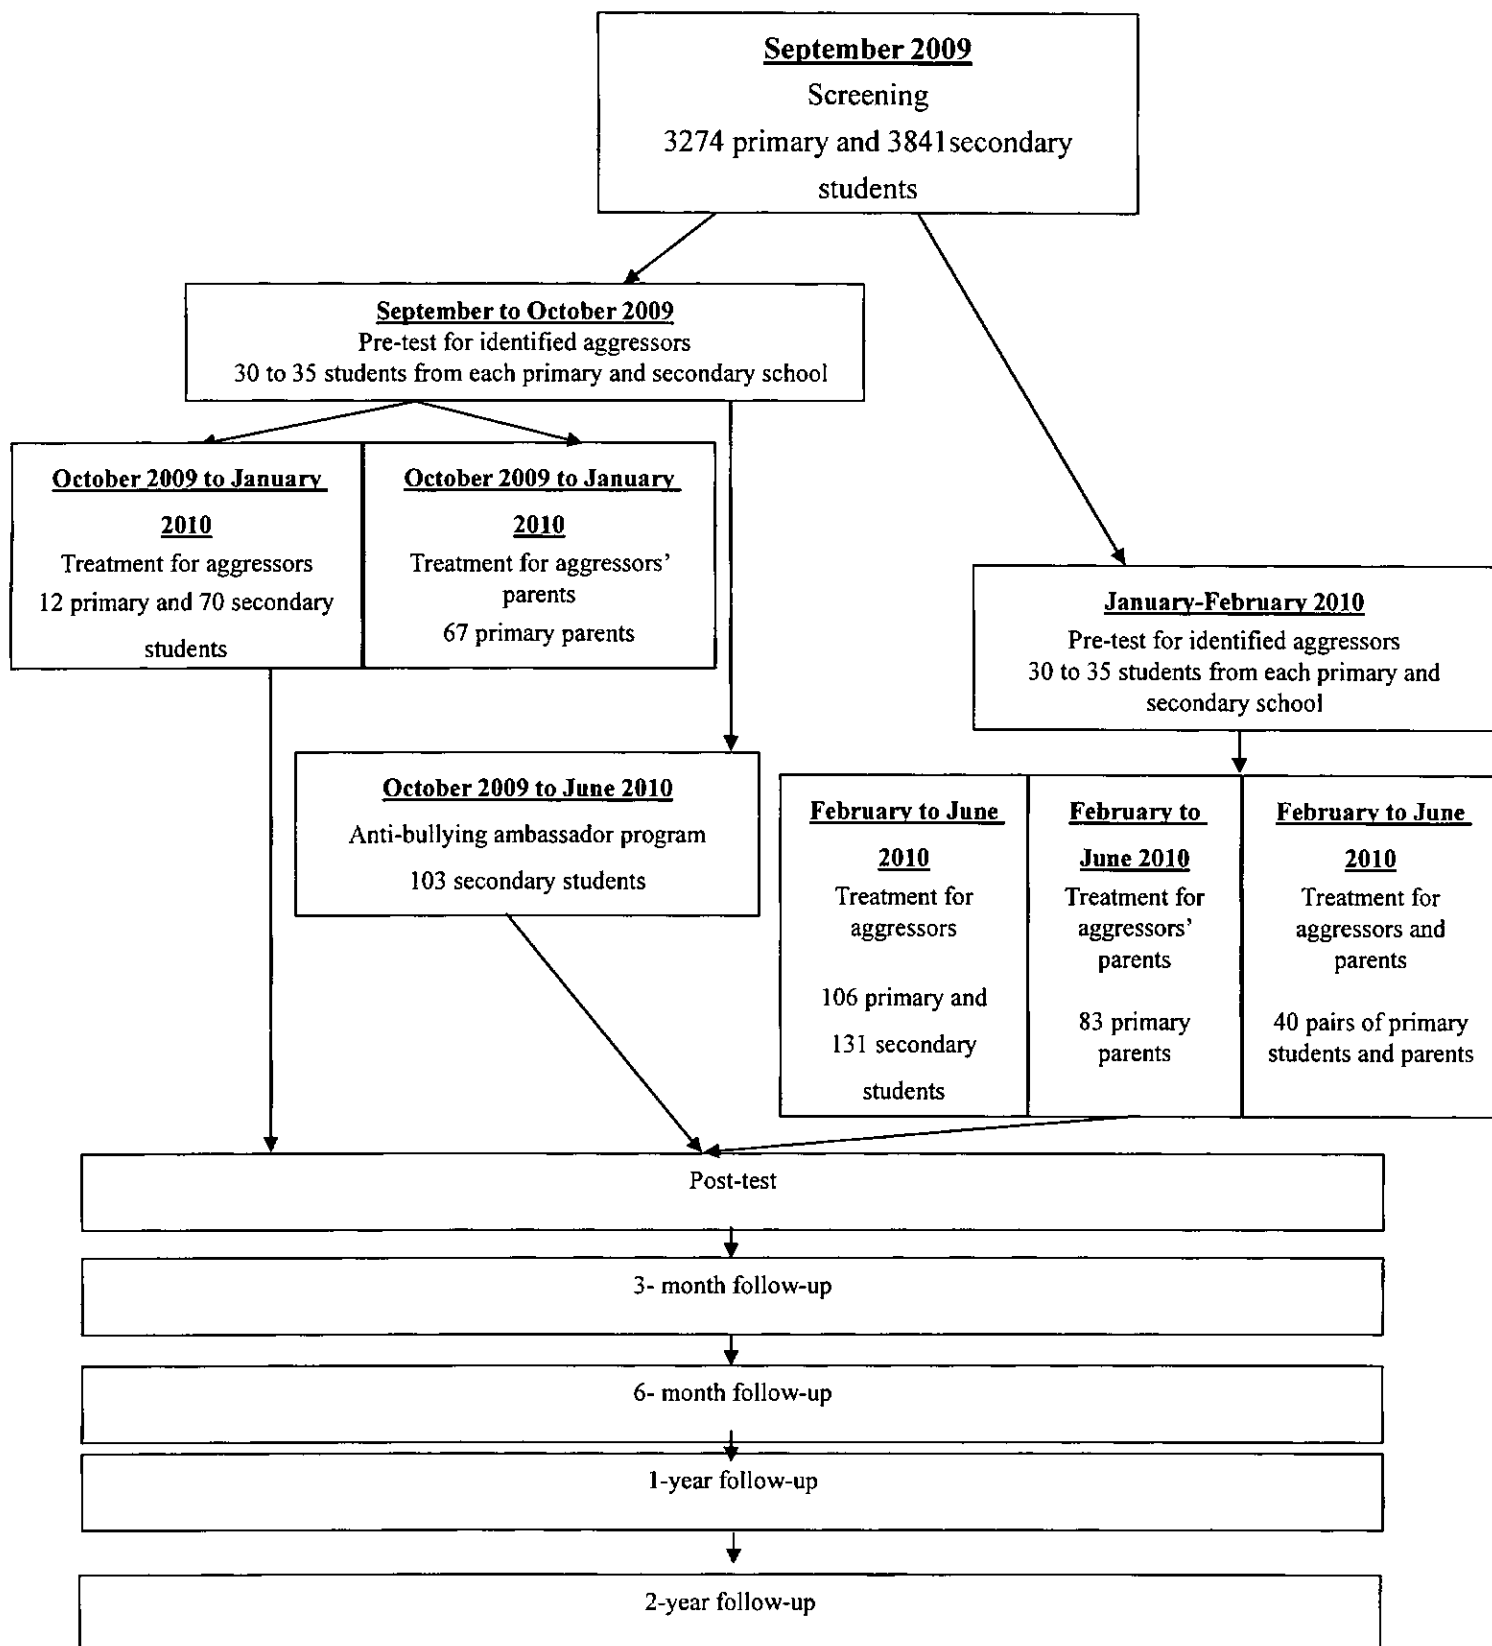 September 2009
Screening
3274 primary and 3841secondary
students
September to October 2009
Pre-test for identified aggressors
30 to 35 students from each primary and secondary school
October 2009 to January
2010
Treatment for aggressors
12 primary and 70 secondary
students
October 2009 to January
2010
Treatment for aggressors’
parents
67 primary parents
January-February 2010
Pre-test for identified aggressors
30 to 35 students from each primary and
secondary school
October 2009 to June 2010
Anti-bullying ambassador program
103 secondary students
February to June
2010
Treatment for
aggressors
106 primary and
131 secondary
students
February to
June 2010
Treatment for
aggressors’
parents
83 primary
parents
February to June
2010
Treatment for
aggressors and
parents
40 pairs of primary
students and parents
Post-test
3- month follow-up
6- month follow-up
1-year follow-up
2-year follow-up